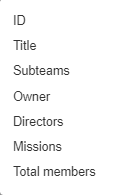 ID
Title
Subteams
Owner
Directors
Missions
Total members